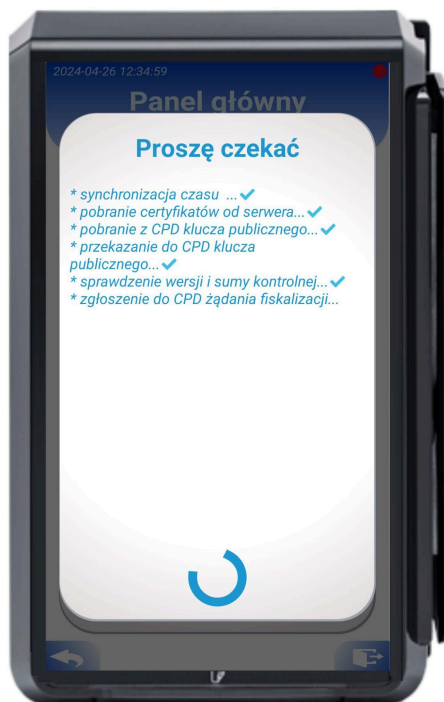 2024-04-26 12:34:59
Panel główny
Proszę czekać
* synchronizacja czasu ...✔
* pobranie certyfikatów od serwera...✔
* pobranie z CPD klucza publicznego...✔
* przekazanie do CPD klucza
publicznego...✔
* sprawdzenie wersji i sumy kontrolnej...✔
* zgłoszenie do CPD żądania fiskalizacji...